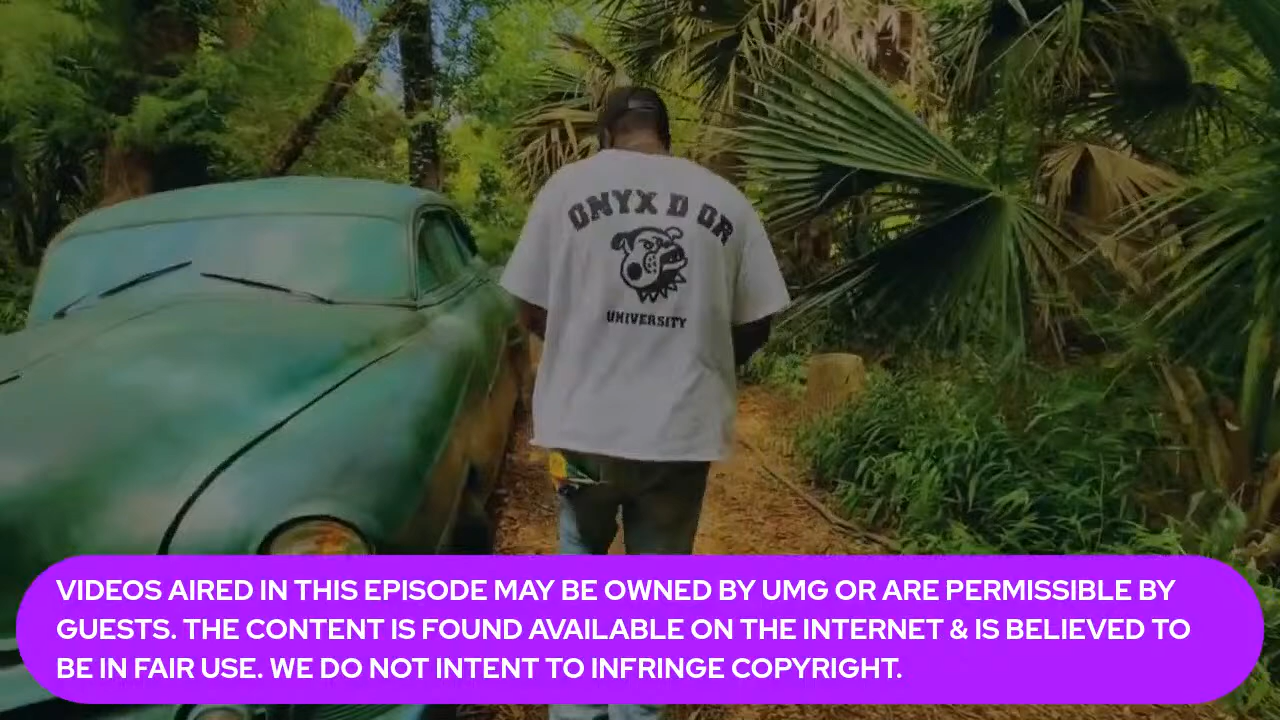 ONYX D OR
UNIVERSITY
VIDEOS AIRED IN THIS EPISODE MAY BE OWNED BY UMG OR ARE PERMISSIBLE BY
GUESTS. THE CONTENT IS FOUND AVAILABLE ON THE INTERNET & IS BELIEVED TO
BE IN FAIR USE. WE DO NOT INTENT TO INFRINGE COPYRIGHT.